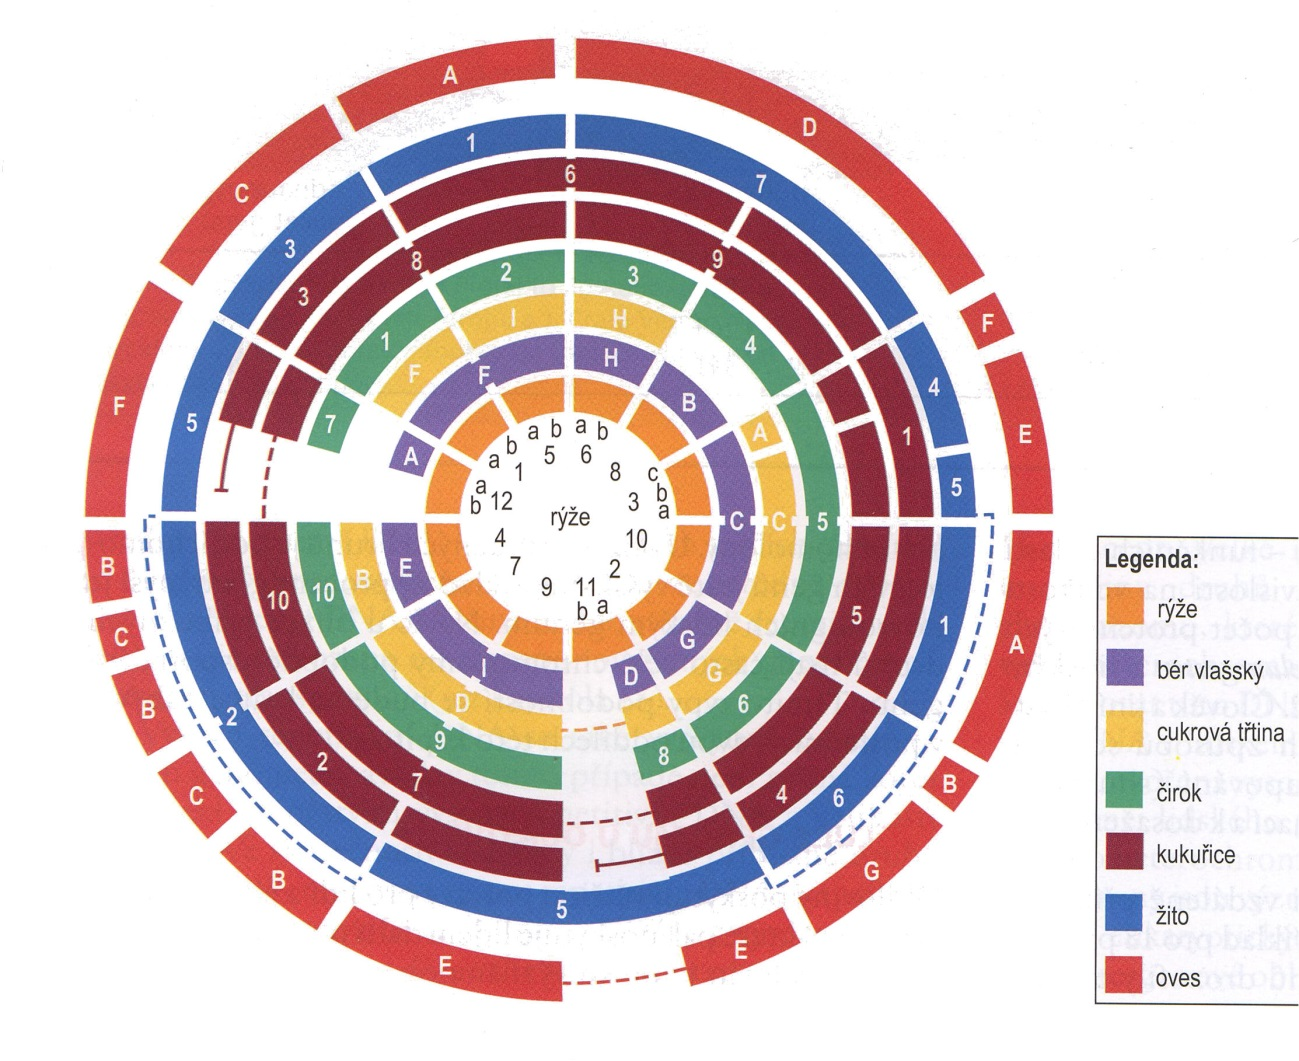 A
D
C
F
F
E
B
C
A
B
C
B
B
G
E
E
1
7
3
5
4
5
2
1
6
5
6
8
9
3
1
10
5
2
4
7
2
3
1
4
7
5
10
6
9
8
I
H
F
A
B
C
D
G
F
H
B
A
C
E
G
I
D
a b a b
b
a 5 6
1 8 c
a b
b 12 3 a
rýže
4 10
7 2
9 11
b a
Legenda:
rýže
bér vlašský
cukrová třtina
čirok
kukuřice
žito
oves